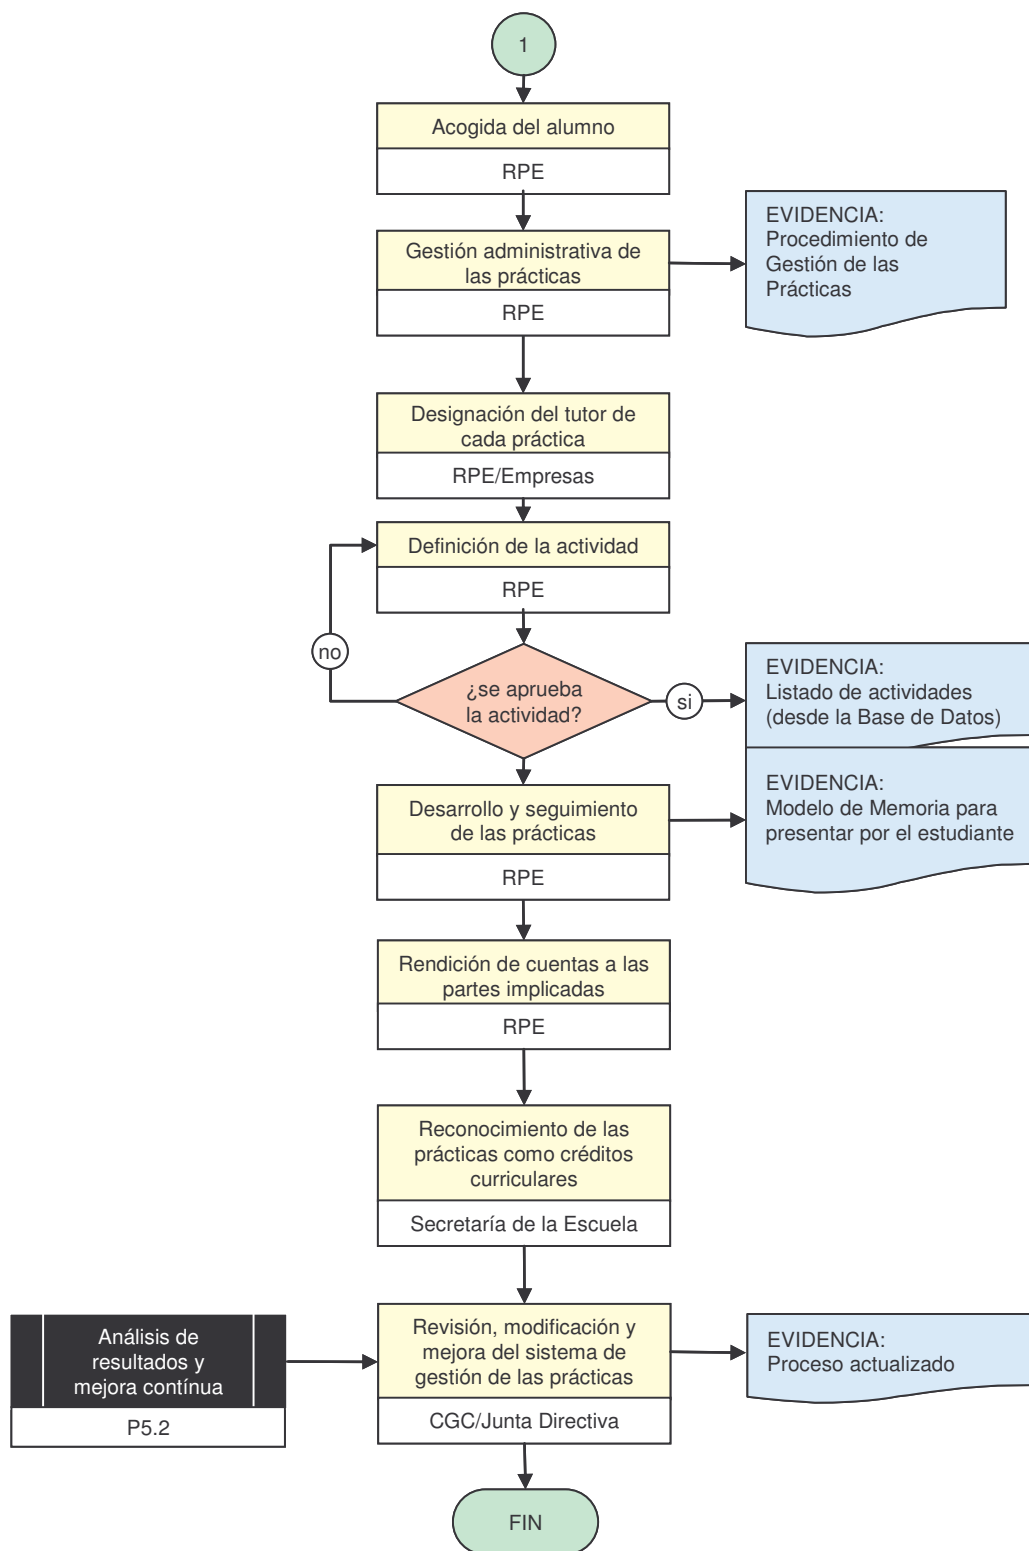 1
Acogida del alumno
RPE
Gestión administrativa de
las prácticas
RPE
EVIDENCIA:
Procedimiento de
Gestión de las
Prácticas
Designación del tutor de
cada práctica
RPE/Empresas
Definición de la actividad
RPE
no
¿se aprueba
la actividad?
si
EVIDENCIA:
Listado de actividades
(desde la Base de Datos)
Desarrollo y seguimiento
de las prácticas
RPE
EVIDENCIA:
Modelo de Memoria para
presentar por el estudiante
Rendición de cuentas a las
partes implicadas
RPE
Reconocimiento de las
prácticas como créditos
curriculares
Secretaría de la Escuela
Análisis de
resultados y
mejora contínua
P5.2
Revisión, modificación y
mejora del sistema de
gestión de las prácticas
CGC/Junta Directiva
EVIDENCIA:
Proceso actualizado
FIN